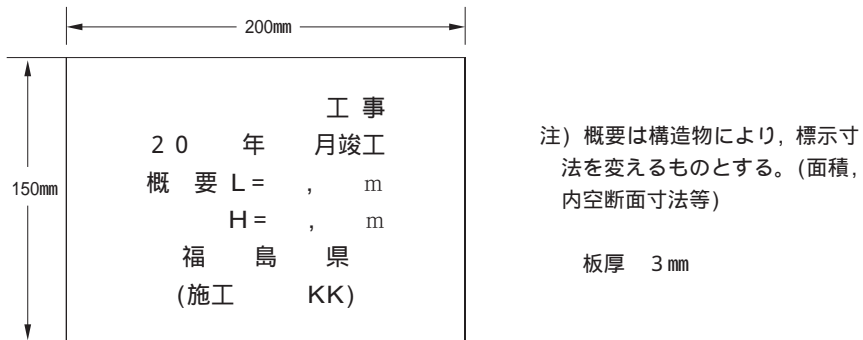 200㎜
150㎜
工 事
２０　　年　　月竣工
概　要 Ｌ＝　，　ｍ
Ｈ＝　，　ｍ
福　　島　　県
(施工　　　KK)
注) 概要は構造物により，標示寸
法を変えるものとする。(面積，
内空断面寸法等)
板厚　３㎜